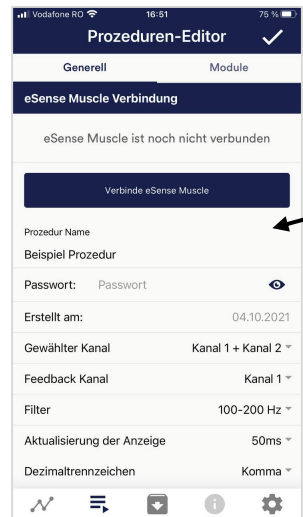 Vodafone RO 16:51 75 %
Prozeduren-Editor
Generell Module
eSense Muscle Verbindung
eSense Muscle ist noch nicht verbunden
Verbinde eSense Muscle
Prozedur Name
Beispiel Prozedur
Passwort: Passwort
Erstellt am: 04.10.2021
Gewählter Kanal Kanal 1 + Kanal 2
Feedback Kanal Kanal 1
Filter 100-200 Hz
Aktualisierung der Anzeige 50ms
Dezimaltrennzeichen Komma